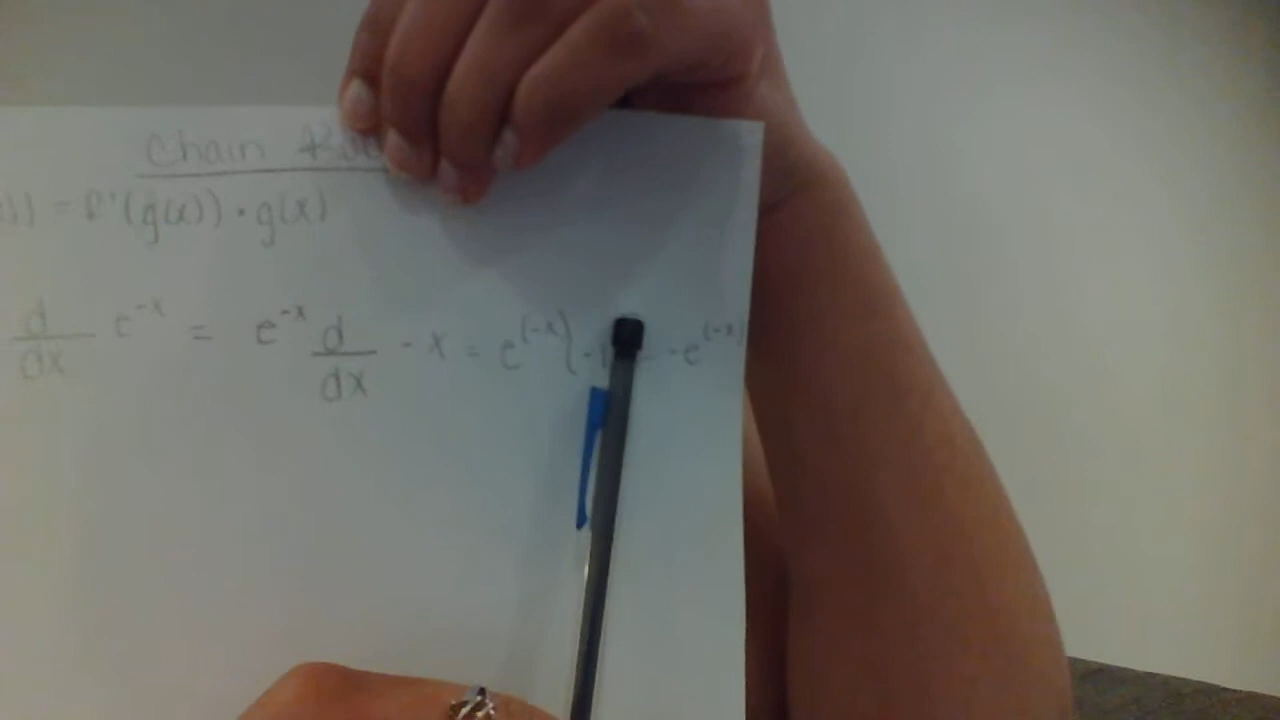 Chain
)) = f'(g(x)) · g(x)
d/dx e^-x = e^-x d/dx - x = e^(-x)(-1 = -e^(-x)